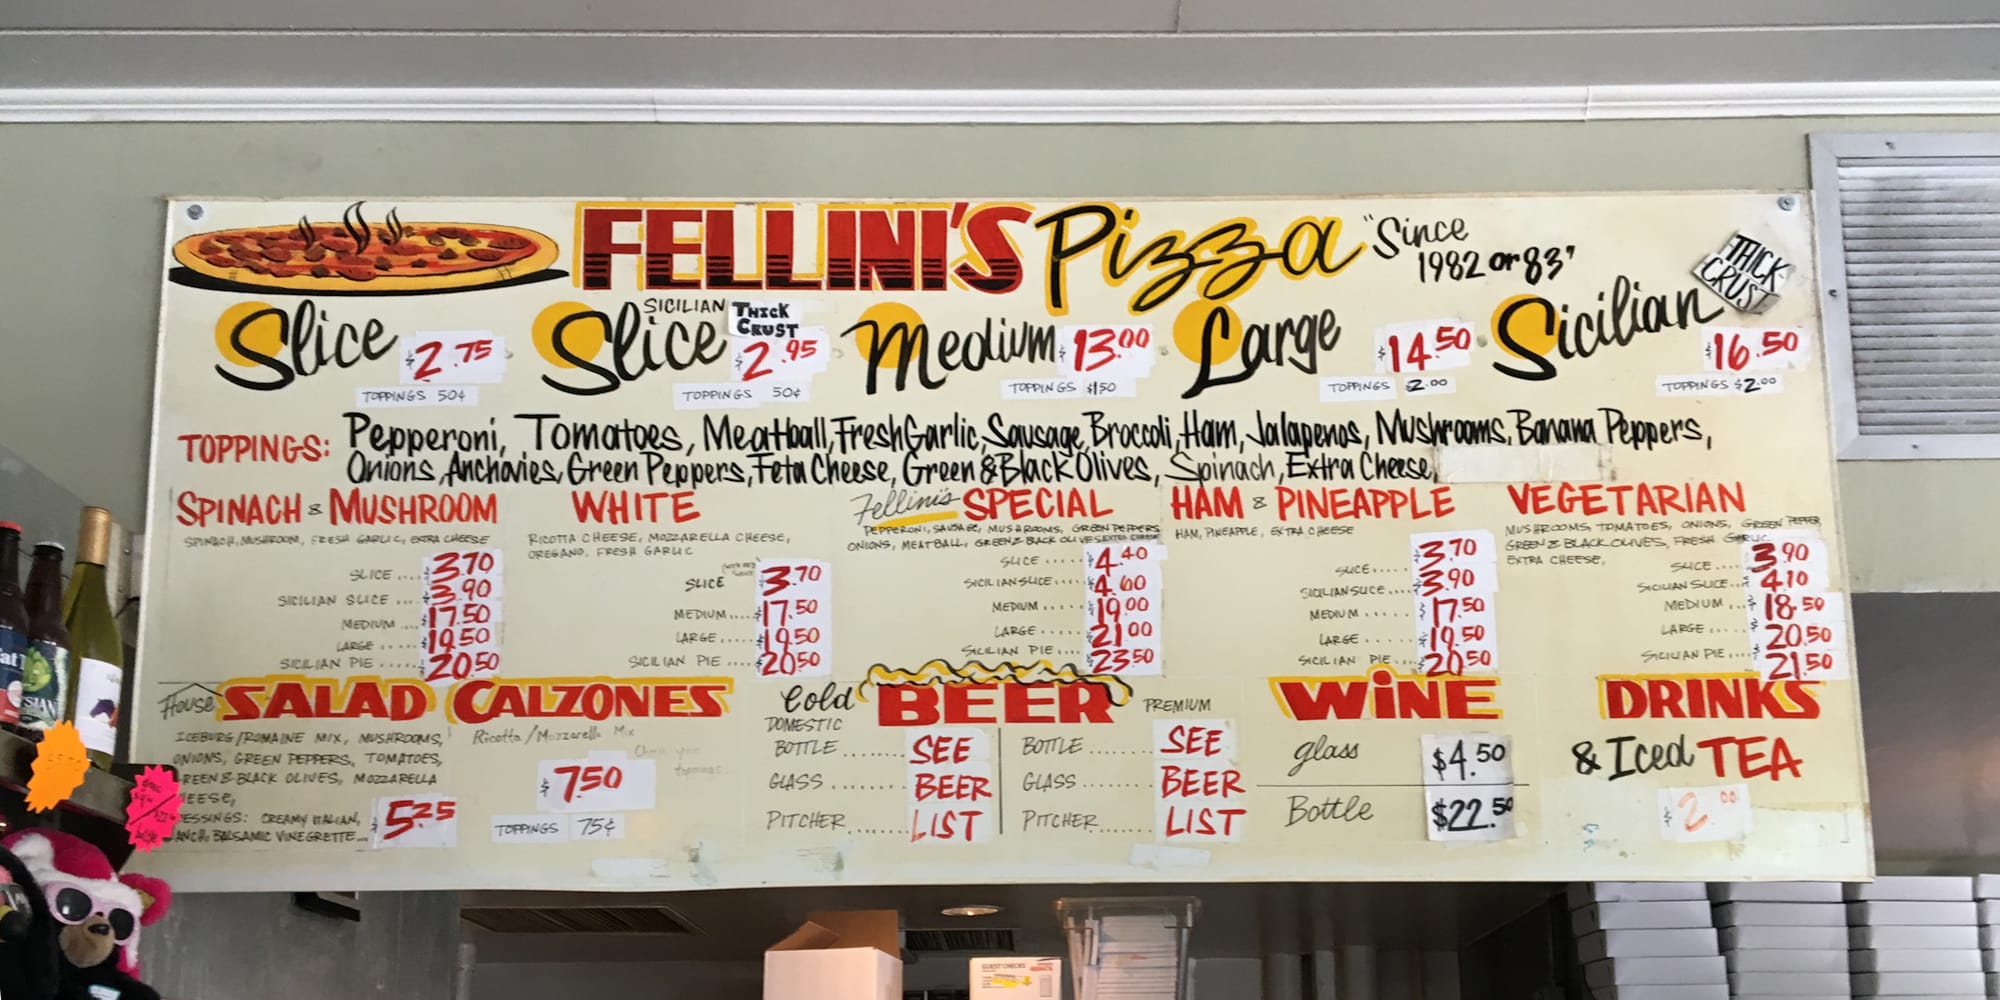 FELLINI'S Pizza "Since 1982 or 83"
Slice $2.75
TOPPINGS 50¢
SICILIAN Slice THICK CRUST $2.95
TOPPINGS 50¢
Medium $13.00
TOPPINGS $1.50
Large $14.50
TOPPINGS $2.00
Sicilian THICK-CRUST $16.50
TOPPINGS $2.00
TOPPINGS: Pepperoni, Tomatoes, Meatball, Fresh Garlic, Sausage, Broccoli, Ham, Jalapenos, Mushrooms, Banana Peppers,
Onions, Anchovies, Green Peppers, Feta Cheese, Green & Black Olives, Spinach, Extra Cheese,
SPINACH & MUSHROOM
SPINACH, MUSHROOM, FRESH GARLIC, EXTRA CHEESE
SLICE .... $3.70
SICILIAN SLICE ... $3.90
MEDIUM .... $17.50
LARGE ..... $19.50
SICILIAN PIE ..... $20.50
WHITE
RICOTTA CHEESE, MOZZARELLA CHEESE,
OREGANO, FRESH GARLIC
SLICE $3.70
MEDIUM ..... $17.50
LARGE ..... $19.50
SICILIAN PIE .... $20.50
Fellini's SPECIAL
PEPPERONI, SAUSAGE, MUSHROOMS, GREEN PEPPERS
ONIONS, MEATBALL, GREEN & BLACK OLIVES EXTRA CHEESE
SLICE ..... $4.40
SICILIAN SLICE .... $4.60
MEDIUM ..... $19.00
LARGE ..... $21.00
SICILIAN PIE .... $23.50
HAM & PINEAPPLE
HAM, PINEAPPLE, EXTRA CHEESE
SLICE ..... $3.70
SICILIAN SLICE .... $3.90
MEDIUM ..... $17.50
LARGE ..... $19.50
SICILIAN PIE .... $20.50
VEGETARIAN
MUSHROOMS, TOMATOES, ONIONS, GREEN PEPPER
GREEN & BLACK OLIVES, FRESH GARLIC
EXTRA CHEESE,
SLICE .... 3.90
SICILIAN SLICE ... $4.10
MEDIUM ... $18.50
LARGE ..... $20.50
SICILIAN PIE ... $21.50
House SALAD
ICEBURG/ROMAINE MIX, MUSHROOMS,
ONIONS, GREEN PEPPERS, TOMATOES,
GREEN & BLACK OLIVES, MOZZARELLA
CHEESE,
DRESSINGS: CREAMY ITALIAN,
RANCH, BALSAMIC VINEGRETTE... $5.25
CALZONES
Ricotta/Mozzarella Mix
$7.50
TOPPINGS 75¢
Cold BEER
DOMESTIC
BOTTLE ....... SEE
GLASS ........ BEER
PITCHER ....... LIST
PREMIUM
BOTTLE ....... SEE
GLASS ....... BEER
PITCHER ....... LIST
WINE
glass $4.50
Bottle $22.50
DRINKS
& Iced TEA
$2.00
GUEST CHECKS